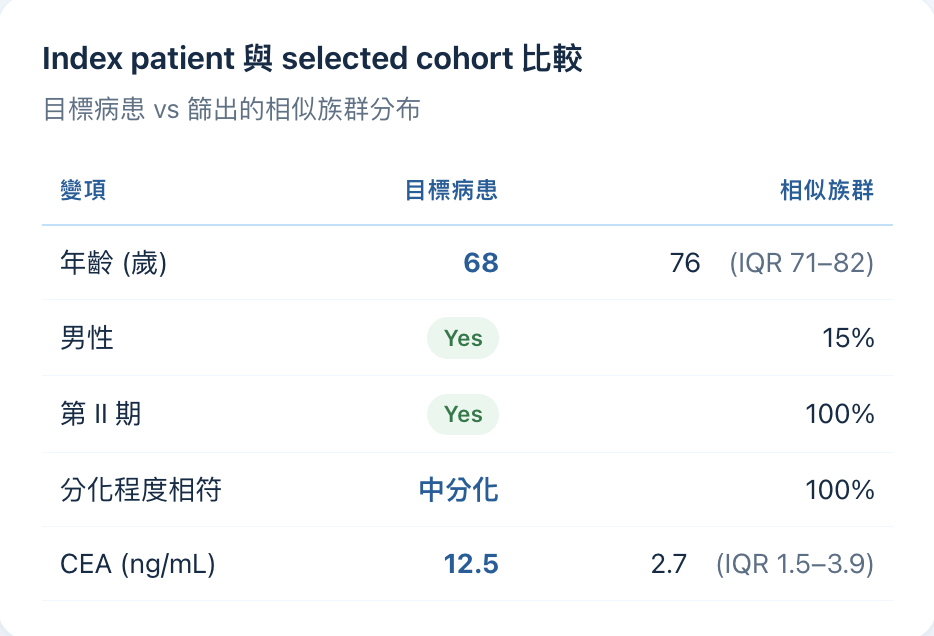 Index patient 與 selected cohort 比較
目標病患 vs 篩出的相似族群分布
變項 目標病患 相似族群
年齡 (歲) 68 76 (IQR 71–82)
男性 Yes 15%
第 II 期 Yes 100%
分化程度相符 中分化 100%
CEA (ng/mL) 12.5 2.7 (IQR 1.5–3.9)